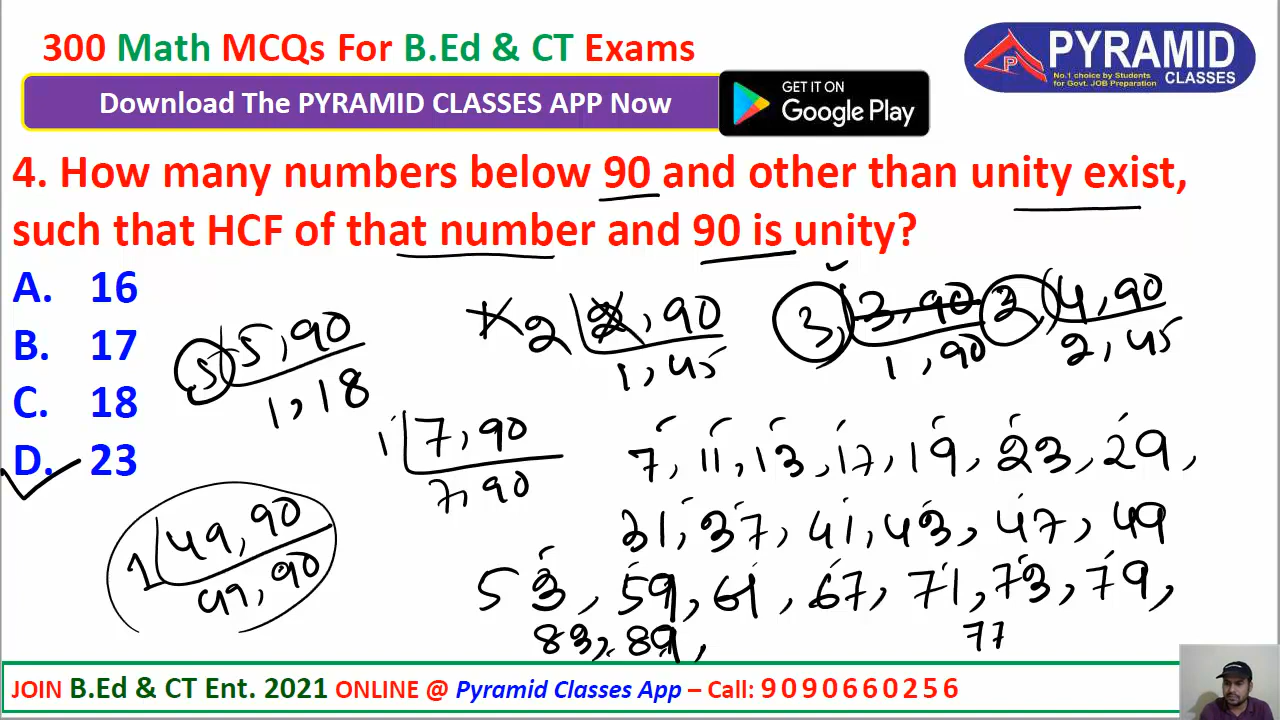 300 Math MCQs For B.Ed & CT Exams
PYRAMID
CLASSES
No.1 choice by Students
for Govt. JOB Preparation
Download The PYRAMID CLASSES APP Now
GET IT ON
Google Play
4. How many numbers below 90 and other than unity exist,
such that HCF of that number and 90 is unity?
A. 16
B. 17
C. 18
D. 23
5 5, 90
1, 18
2 2, 90
1, 45
3, 3, 90
1, 90
2, 4, 90
2, 45
1 7, 90
7, 90
1 49, 90
49, 90
7, 11, 13, 17, 19, 23, 29,
31, 37, 41, 43, 47, 49
53, 59, 61, 67, 71, 73, 79,
83, 89, 77
JOIN B.Ed & CT Ent. 2021 ONLINE @ Pyramid Classes App – Call: 9090660256